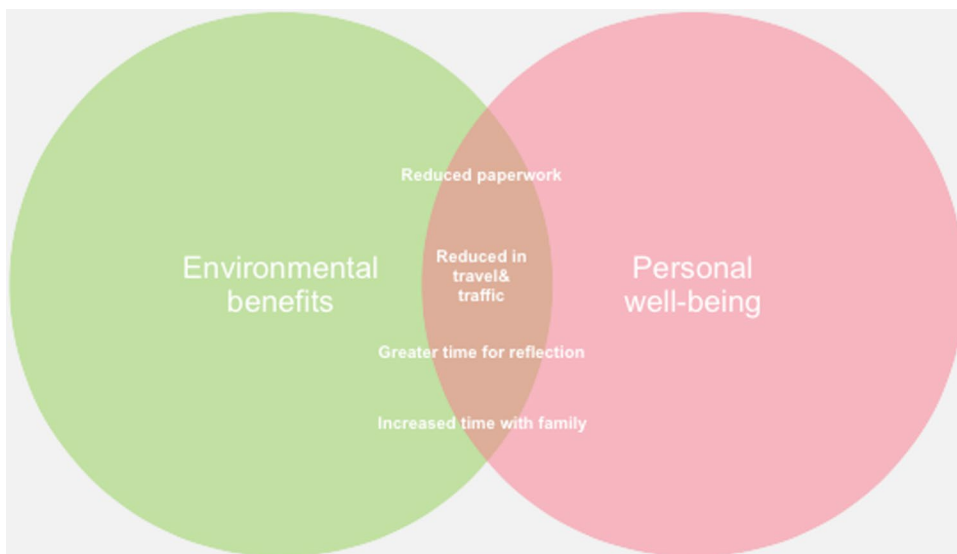 Environmental
benefits
Reduced paperwork
Reduced in
travel&
traffic
Greater time for reflection
Increased time with family
Personal
well-being